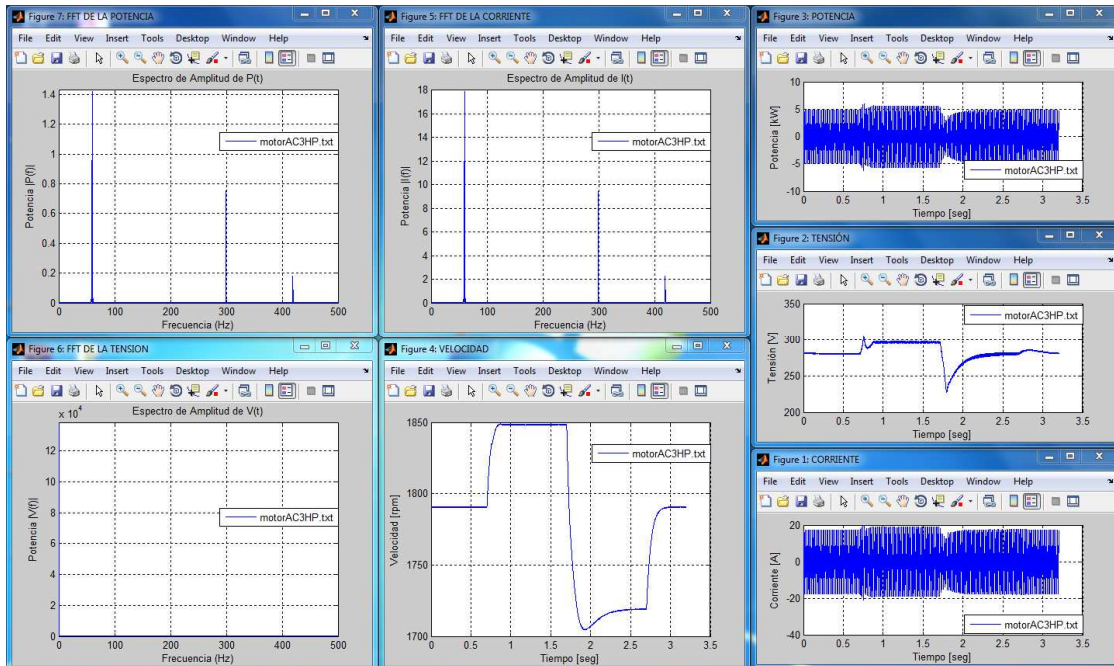 Figure 7: FFT DE LA POTENCIA
File Edit View Insert Tools Desktop Window Help
Espectro de Amplitud de P(t)
Potencia |P(f)|
1.4
1.2
1
0.8
0.6
0.4
0.2
0
motorAC3HP.txt
0 100 200 300 400 500
Frecuencia (Hz)
Figure 5: FFT DE LA CORRIENTE
File Edit View Insert Tools Desktop Window Help
Espectro de Amplitud de I(t)
Potencia |I(f)|
18
16
14
12
10
8
6
4
2
0
motorAC3HP.txt
0 100 200 300 400 500
Frecuencia (Hz)
Figure 3: POTENCIA
File Edit View Insert Tools Desktop Window Help
Potencia [kW]
10
5
0
-5
-10
motorAC3HP.txt
0 0.5 1 1.5 2 2.5 3 3.5
Tiempo [seg]
Figure 2: TENSIÓN
File Edit View Insert Tools Desktop Window Help
Tensión [V]
350
300
250
200
motorAC3HP.txt
0 0.5 1 1.5 2 2.5 3 3.5
Tiempo [seg]
Figure 6: FFT DE LA TENSION
File Edit View Insert Tools Desktop Window Help
x 10⁴
Espectro de Amplitud de V(t)
Potencia |V(f)|
12
10
8
6
4
2
0
motorAC3HP.txt
0 100 200 300 400 500
Frecuencia (Hz)
Figure 4: VELOCIDAD
File Edit View Insert Tools Desktop Window Help
Velocidad [rpm]
1850
1800
1750
1700
motorAC3HP.txt
0 0.5 1 1.5 2 2.5 3 3.5
Tiempo [seg]
Figure 1: CORRIENTE
File Edit View Insert Tools Desktop Window Help
Corriente [A]
20
0
-20
-40
motorAC3HP.txt
0 0.5 1 1.5 2 2.5 3 3.5
Tiempo [seg]